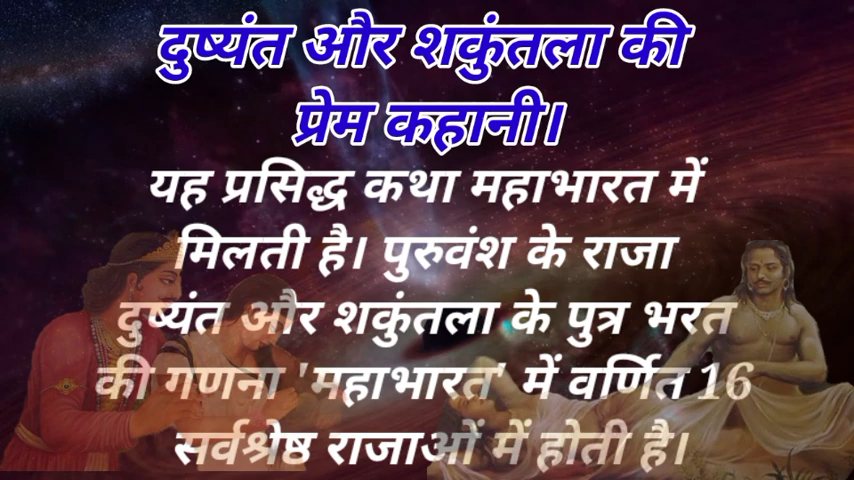 दुष्यंत और शकुंतला की
प्रेम कहानी।
यह प्रसिद्ध कथा महाभारत में
मिलती है। पुरुवंश के राजा
दुष्यंत और शकुंतला के पुत्र भरत
की गणना 'महाभारत' में वर्णित 16
सर्वश्रेष्ठ राजाओं में होती है।